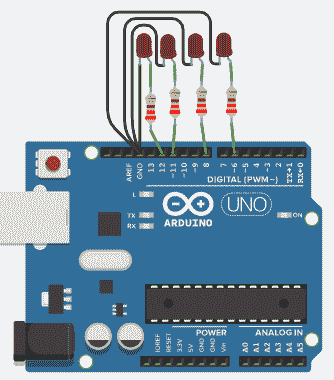 AREF
GND
13
12
~11
~10
~9
8
7
~6
~5
4
~3
2
TX→1
RX←0
DIGITAL (PWM~)
L
TX
RX
ARDUINO
UNO
ON
POWER
ANALOG IN
IOREF
RESET
3.3V
5V
GND
GND
Vin
A0
A1
A2
A3
A4
A5